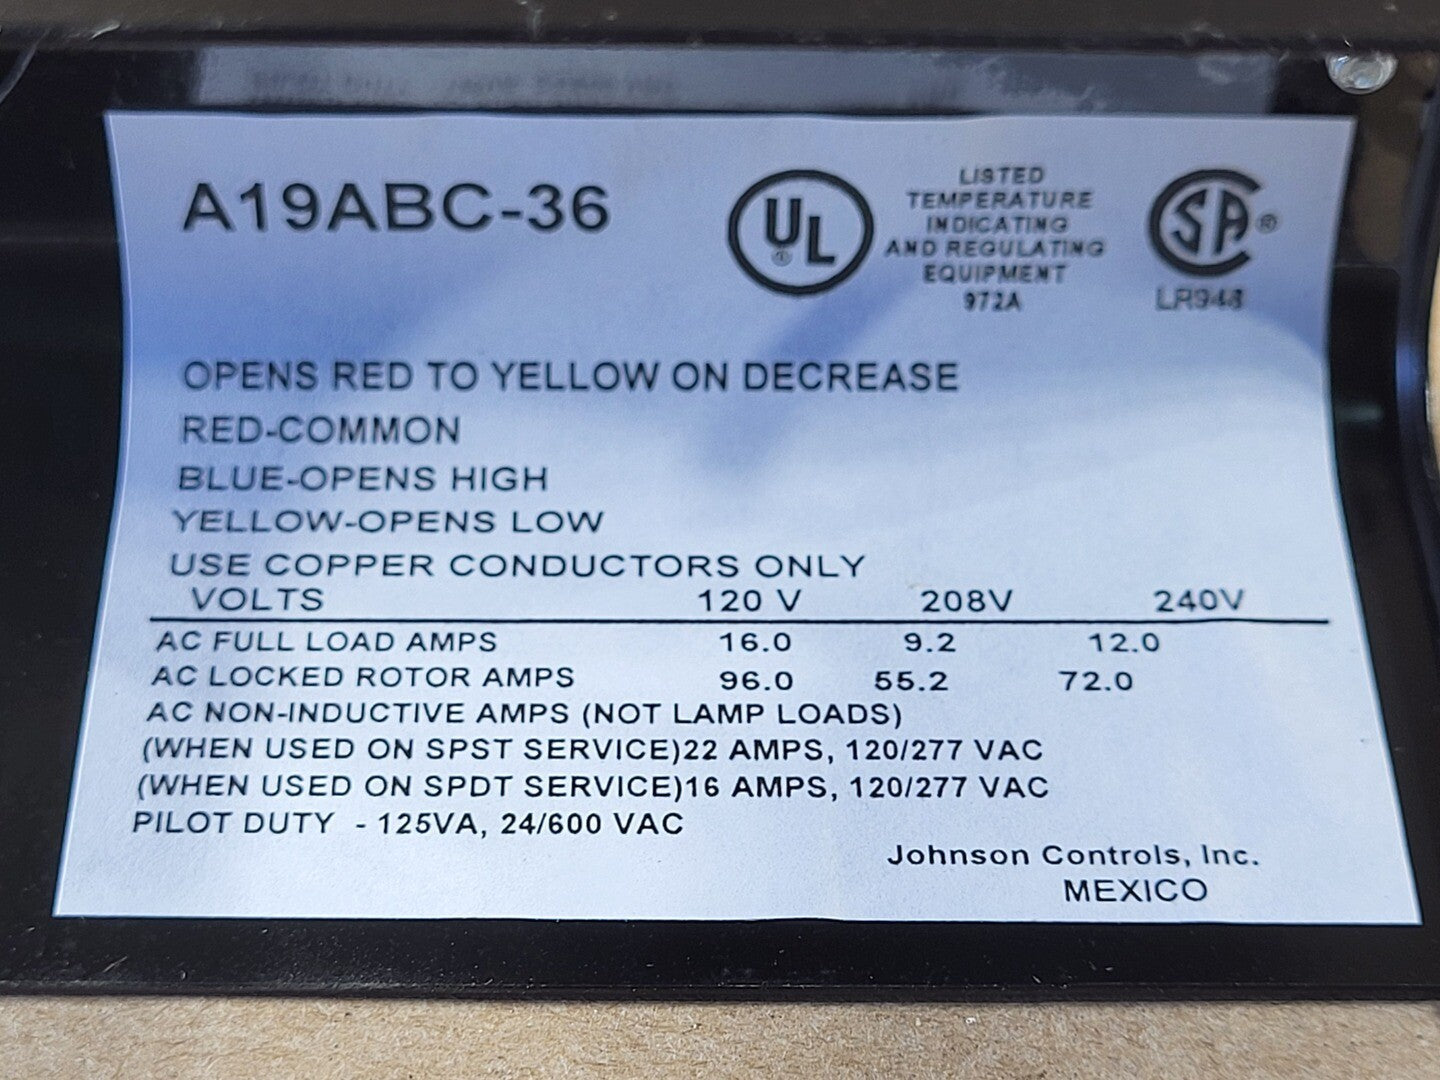 A19ABC-36
UL ®
LISTED
TEMPERATURE
INDICATING
AND REGULATING
EQUIPMENT
972A
SA ®
LR948
OPENS RED TO YELLOW ON DECREASE
RED-COMMON
BLUE-OPENS HIGH
YELLOW-OPENS LOW
USE COPPER CONDUCTORS ONLY
VOLTS 120 V 208V 240V
AC FULL LOAD AMPS 16.0 9.2 12.0
AC LOCKED ROTOR AMPS 96.0 55.2 72.0
AC NON-INDUCTIVE AMPS (NOT LAMP LOADS)
(WHEN USED ON SPST SERVICE)22 AMPS, 120/277 VAC
(WHEN USED ON SPDT SERVICE)16 AMPS, 120/277 VAC
PILOT DUTY - 125VA, 24/600 VAC
Johnson Controls, Inc.
MEXICO